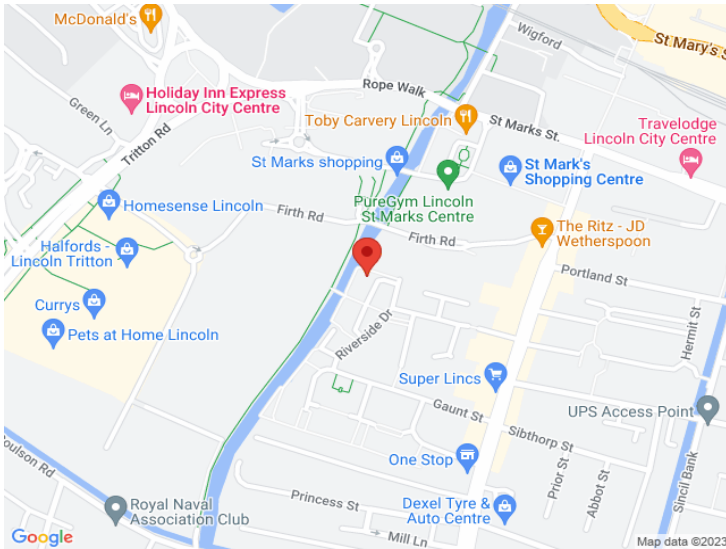 McDonald's
Wigford
St Mary's S
Holiday Inn Express
Lincoln City Centre
Rope Walk
Green Ln
Tritton Rd
Toby Carvery Lincoln
St Marks St.
Travelodge
Lincoln City Centre
St Marks shopping
St Mark's
Shopping Centre
PureGym Lincoln
St Marks Centre
Homesense Lincoln
Firth Rd
Firth Rd
The Ritz - JD
Wetherspoon
Halfords -
Lincoln Tritton
Portland St
Currys
Hermit St
Pets at Home Lincoln
Riverside Dr
Super Lincs
Gaunt St
UPS Access Point
Sibthorp St
Coulson Rd
One Stop
Prior St
Abbot St
Sincil Bank
Royal Naval
Association Club
Princess St
Dexel Tyre &
Auto Centre
Mill Ln
Google
Map data ©2023